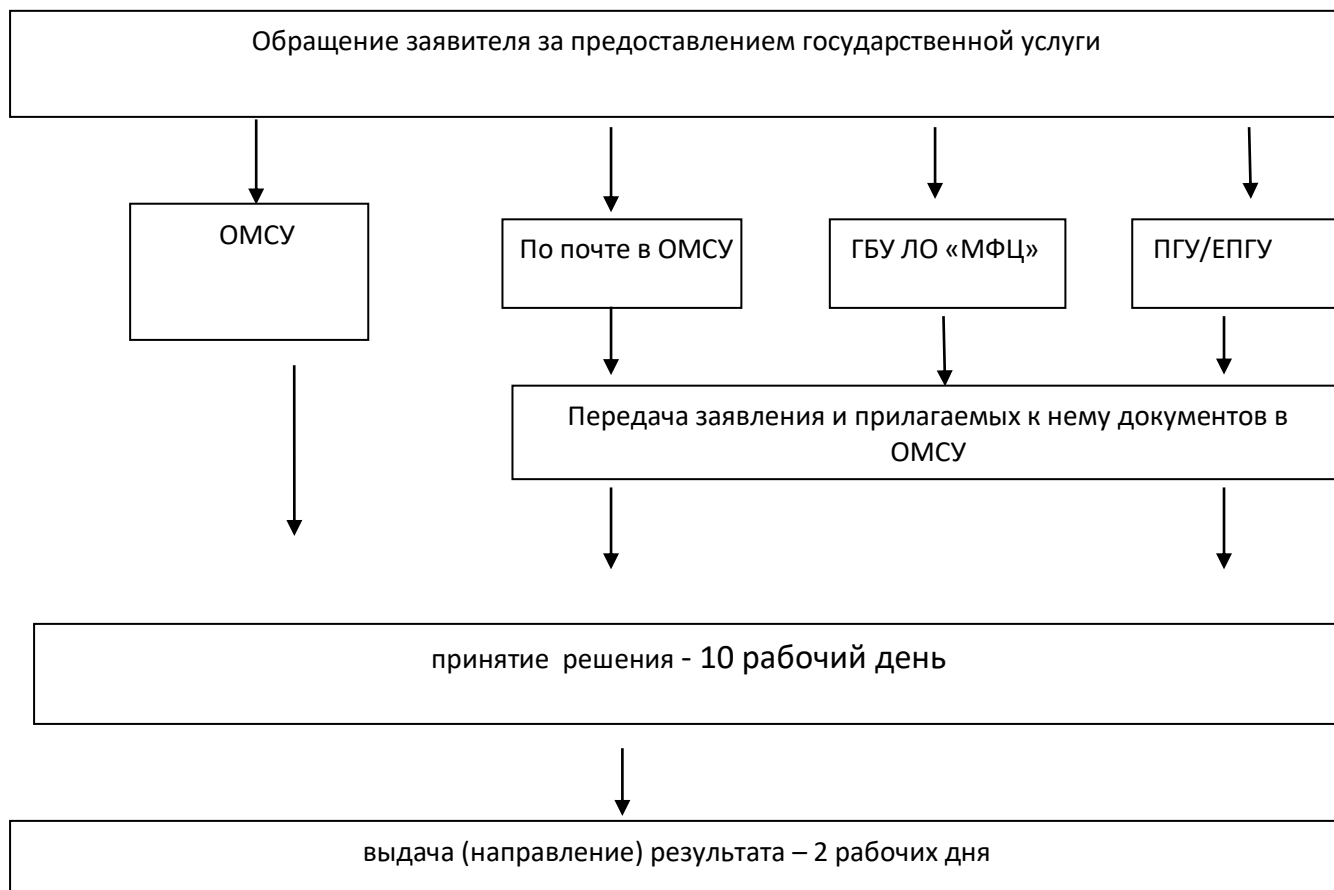 Обращение заявителя за предоставлением государственной услуги
ОМСУ
По почте в ОМСУ
ГБУ ЛО «МФЦ»
ПГУ/ЕПГУ
Передача заявления и прилагаемых к нему документов в
ОМСУ
принятие решения - 10 рабочий день
выдача (направление) результата – 2 рабочих дня